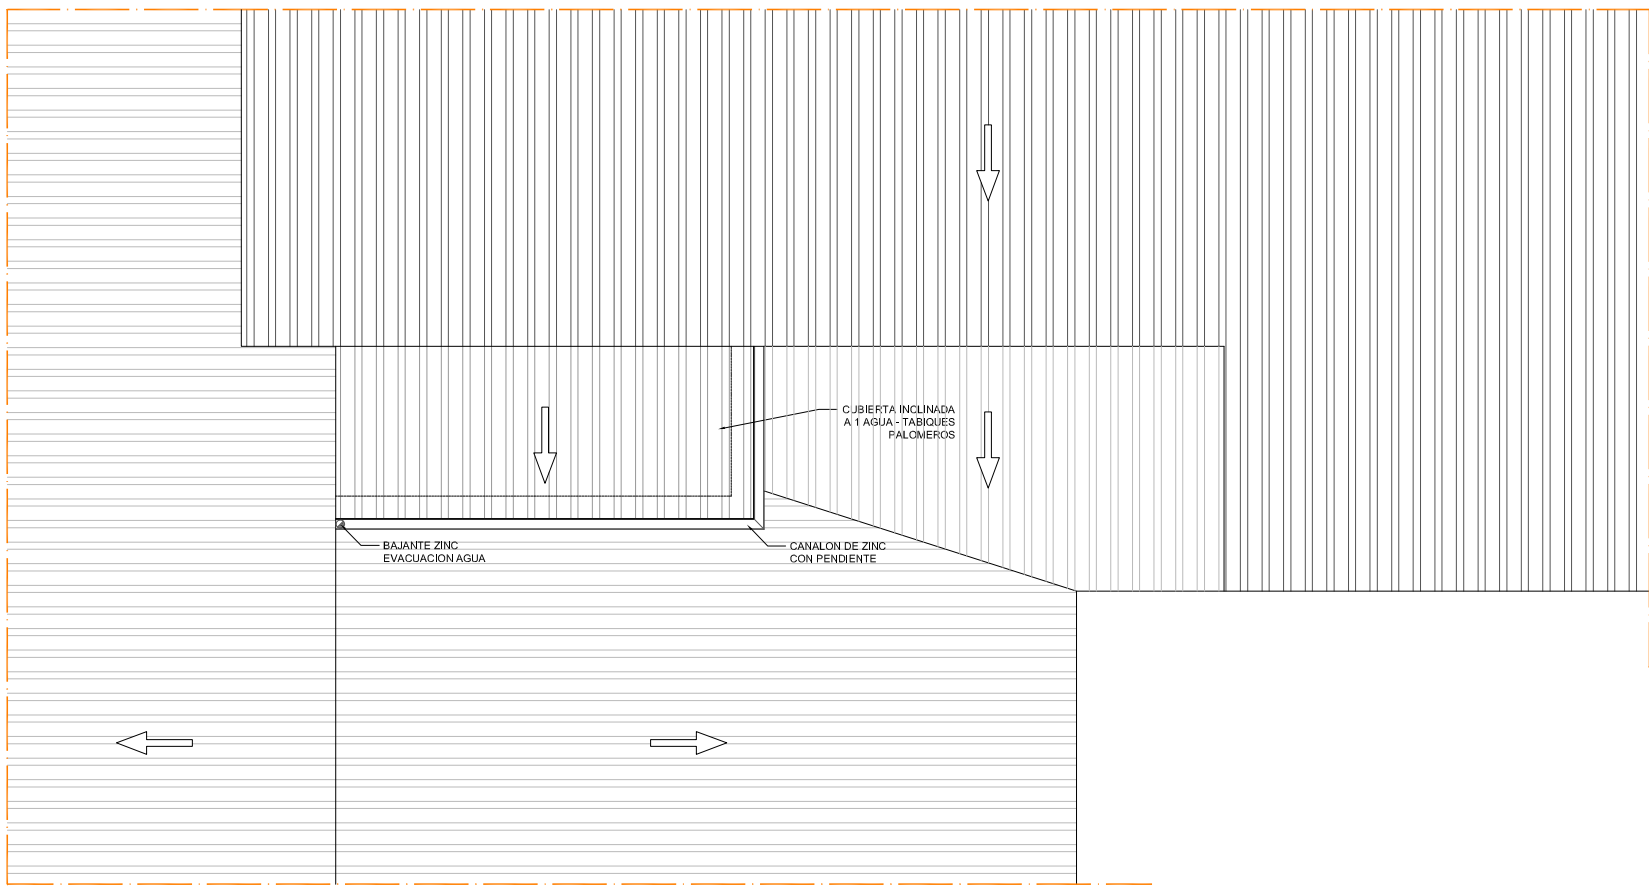 CUBIERTA INCLINADA
A 1 AGUA - TABIQUES
PALOMEROS
BAJANTE ZINC
EVACUACION AGUA
CANALON DE ZINC
CON PENDIENTE